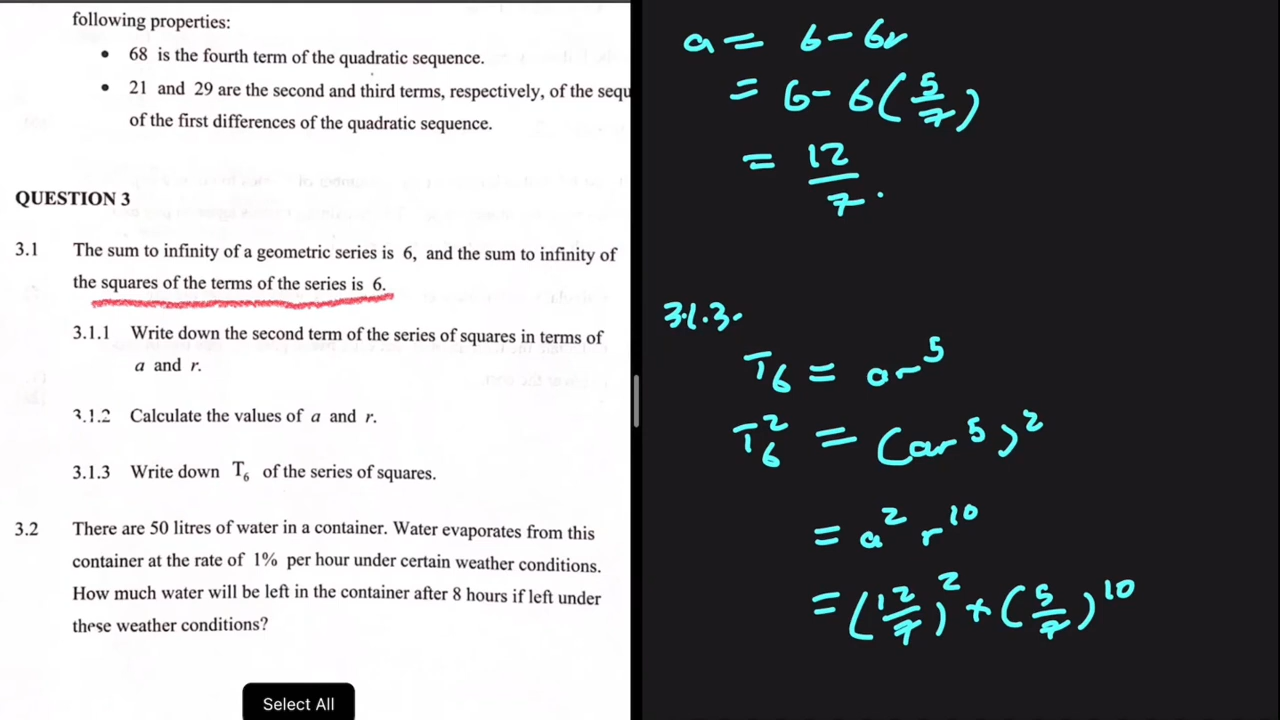 following properties:
• 68 is the fourth term of the quadratic sequence.
• 21 and 29 are the second and third terms, respectively, of the sequ
of the first differences of the quadratic sequence.
QUESTION 3
3.1 The sum to infinity of a geometric series is 6, and the sum to infinity of
the squares of the terms of the series is 6.
3.1.1 Write down the second term of the series of squares in terms of
a and r.
3.1.2 Calculate the values of a and r.
3.1.3 Write down T₆ of the series of squares.
3.2 There are 50 litres of water in a container. Water evaporates from this
container at the rate of 1% per hour under certain weather conditions.
How much water will be left in the container after 8 hours if left under
these weather conditions?
Select All
a = 6 - 6r
= 6 - 6(5/7)
= 12/7.
3.1.3.
T₆ = ar⁵
T₆² = (ar⁵)²
= a² r¹⁰
= (12/7)² + (5/7)¹⁰